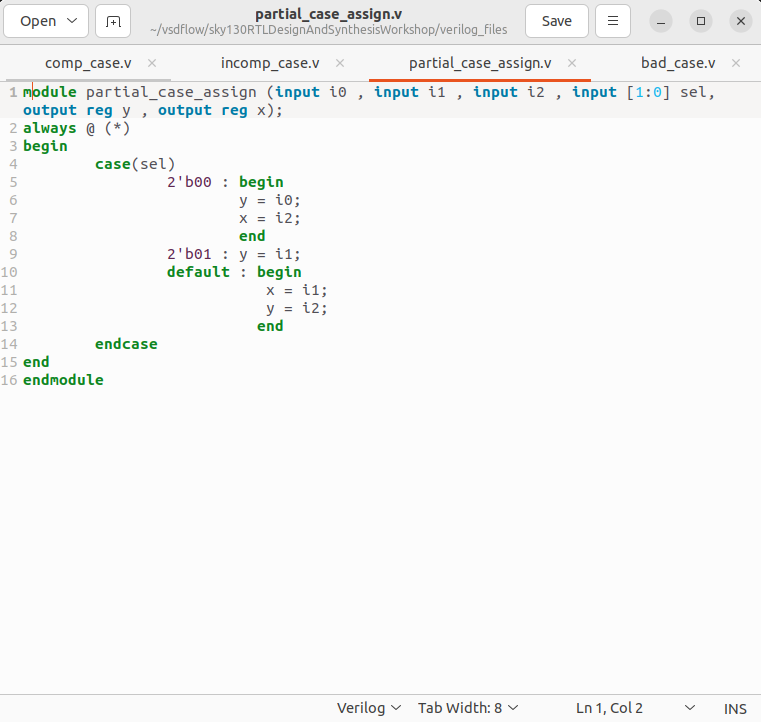 Open
partial_case_assign.v
~/vsdflow/sky130RTLDesignAndSynthesisWorkshop/verilog_files
Save
comp_case.v
incomp_case.v
partial_case_assign.v
bad_case.v
1 module partial_case_assign (input i0 , input i1 , input i2 , input [1:0] sel,
output reg y , output reg x);
2 always @ (*)
3 begin
4         case(sel)
5                 2'b00 : begin
6                         y = i0;
7                         x = i2;
8                         end
9                 2'b01 : y = i1;
10                 default : begin
11                            x = i1;
12                            y = i2;
13                           end
14         endcase
15 end
16 endmodule
Verilog Tab Width: 8 Ln 1, Col 2 INS